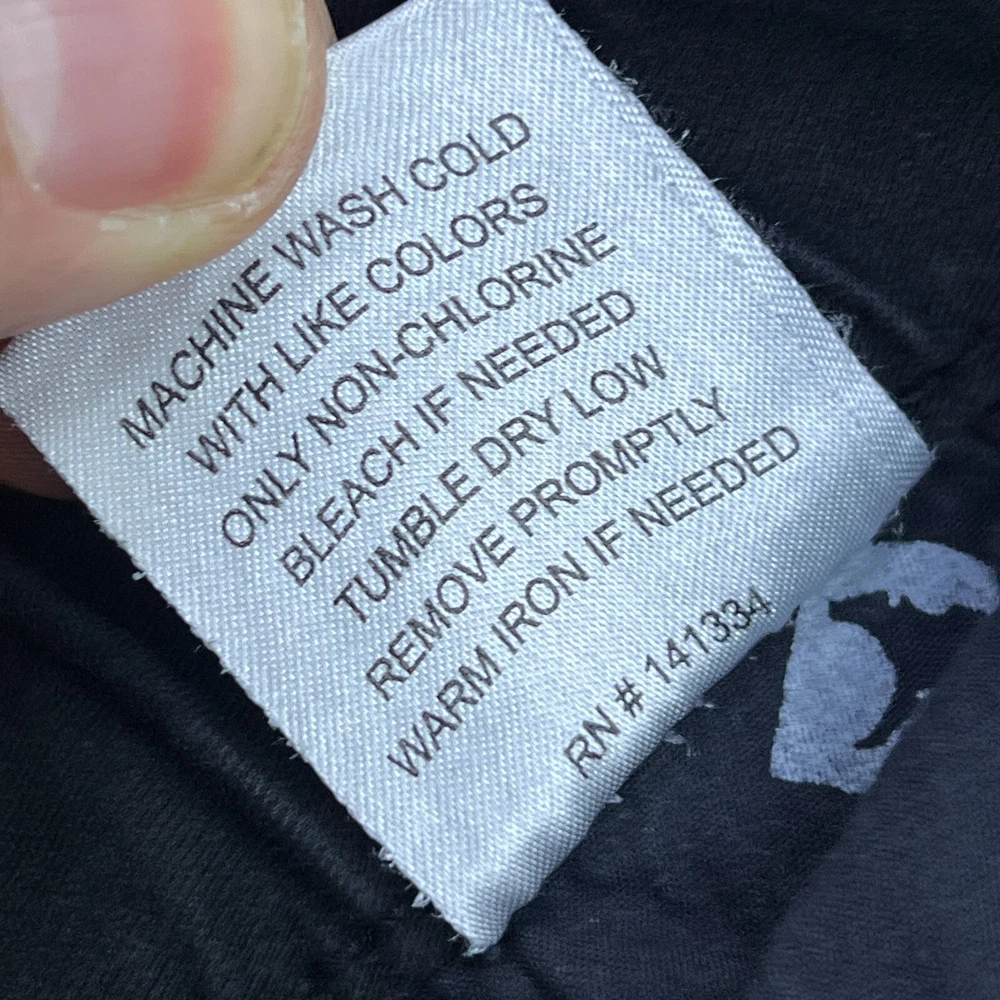 MACHINE WASH COLD
WITH LIKE COLORS
ONLY NON-CHLORINE
BLEACH IF NEEDED
TUMBLE DRY LOW
REMOVE PROMPTLY
WARM IRON IF NEEDED
RN # 141334